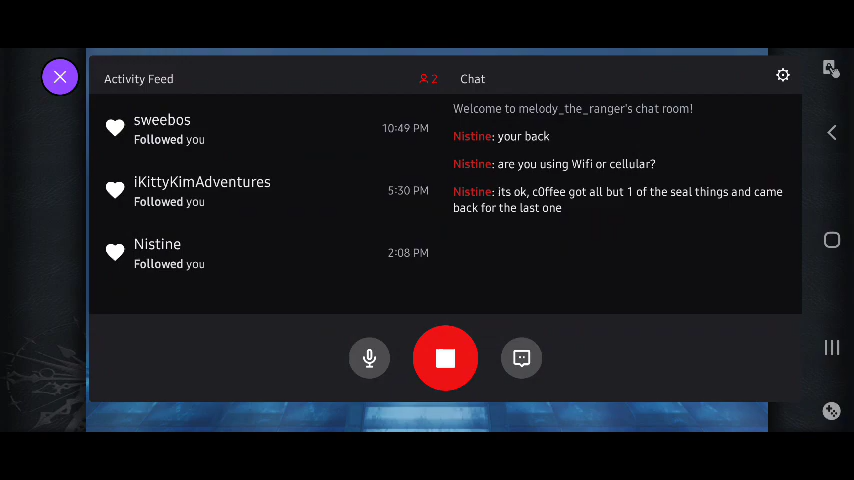 Activity Feed
2
Chat
sweebos
Followed you
10:49 PM
iKittyKimAdventures
Followed you
5:30 PM
Nistine
Followed you
2:08 PM
Welcome to melody_the_ranger's chat room!
Nistine: your back
Nistine: are you using Wifi or cellular?
Nistine: its ok, c0ffee got all but 1 of the seal things and came
back for the last one